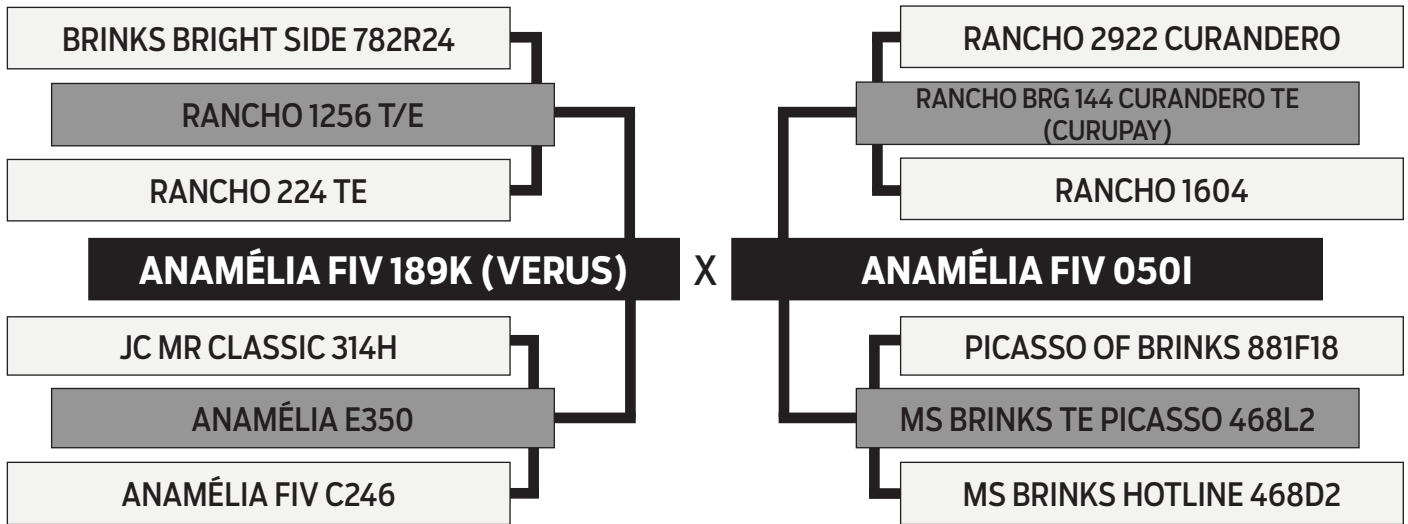 BRINKS BRIGHT SIDE 782R24
RANCHO 1256 T/E
RANCHO 224 TE
ANAMÉLIA FIV 189K (VERUS)
JC MR CLASSIC 314H
ANAMÉLIA E350
ANAMÉLIA FIV C246
X
RANCHO 2922 CURANDERO
RANCHO BRG 144 CURANDERO TE
(CURUPAY)
RANCHO 1604
ANAMÉLIA FIV 050I
PICASSO OF BRINKS 881F18
MS BRINKS TE PICASSO 468L2
MS BRINKS HOTLINE 468D2